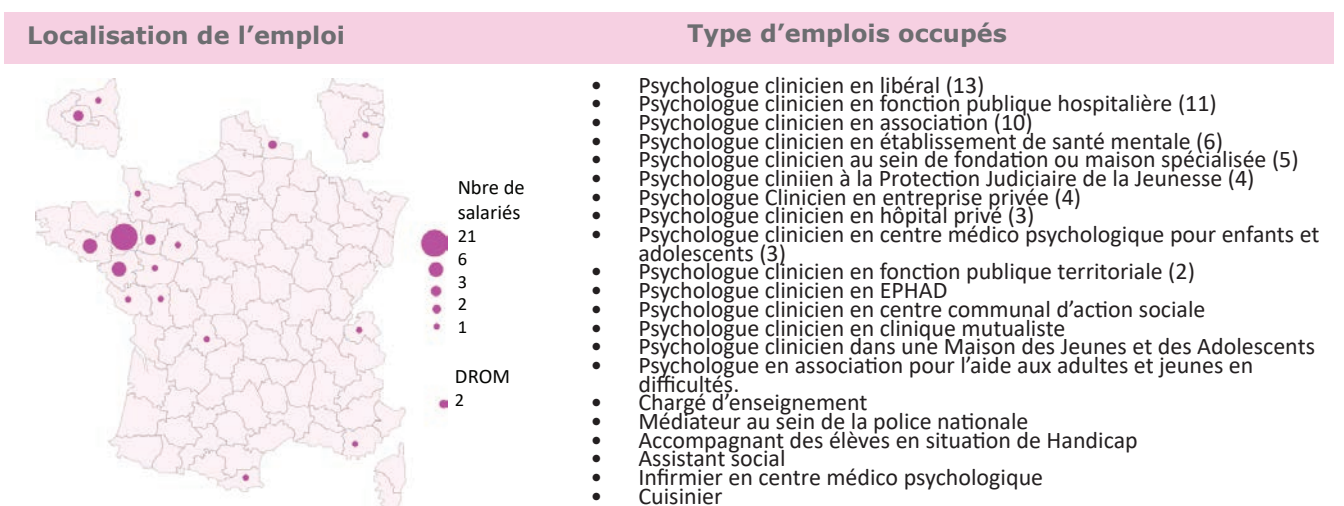 Localisation de l’emploi
Type d’emplois occupés
Nbre de
salariés
21
6
3
2
1
DROM
2
• Psychologue clinicien en libéral (13)
• Psychologue clinicien en fonction publique hospitalière (11)
• Psychologue clinicien en association (10)
• Psychologue clinicien en établissement de santé mentale (6)
• Psychologue clinicien au sein de fondation ou maison spécialisée (5)
• Psychologue cliniien à la Protection Judiciaire de la Jeunesse (4)
• Psychologue Clinicien en entreprise privée (4)
• Psychologue clinicien en hôpital privé (3)
• Psychologue clinicien en centre médico psychologique pour enfants et
adolescents (3)
• Psychologue clinicien en fonction publique territoriale (2)
• Psychologue clinicien en EPHAD
• Psychologue clinicien en centre communal d’action sociale
• Psychologue clinicien en clinique mutualiste
• Psychologue clinicien dans une Maison des Jeunes et des Adolescents
• Psychologue en association pour l’aide aux adultes et jeunes en
difficultés.
• Chargé d’enseignement
• Médiateur au sein de la police nationale
• Accompagnant des élèves en situation de Handicap
• Assistant social
• Infirmier en centre médico psychologique
• Cuisinier